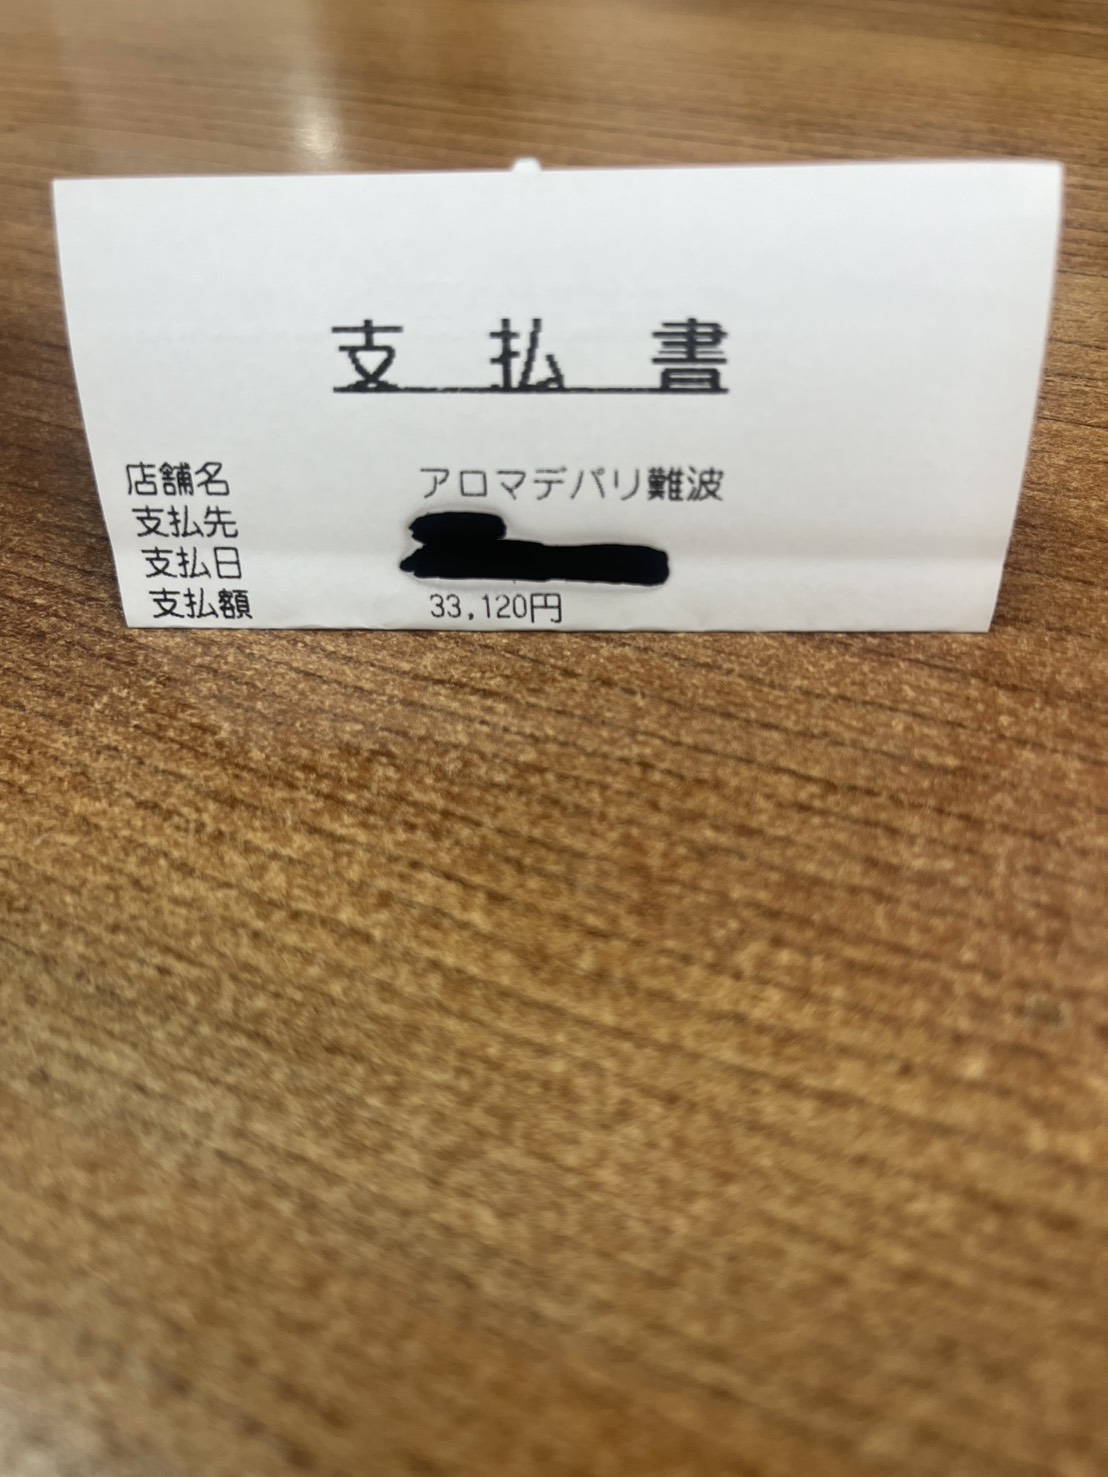 支払書
店舗名 アロマデパリ難波
支払先
支払日
支払額 33,120円